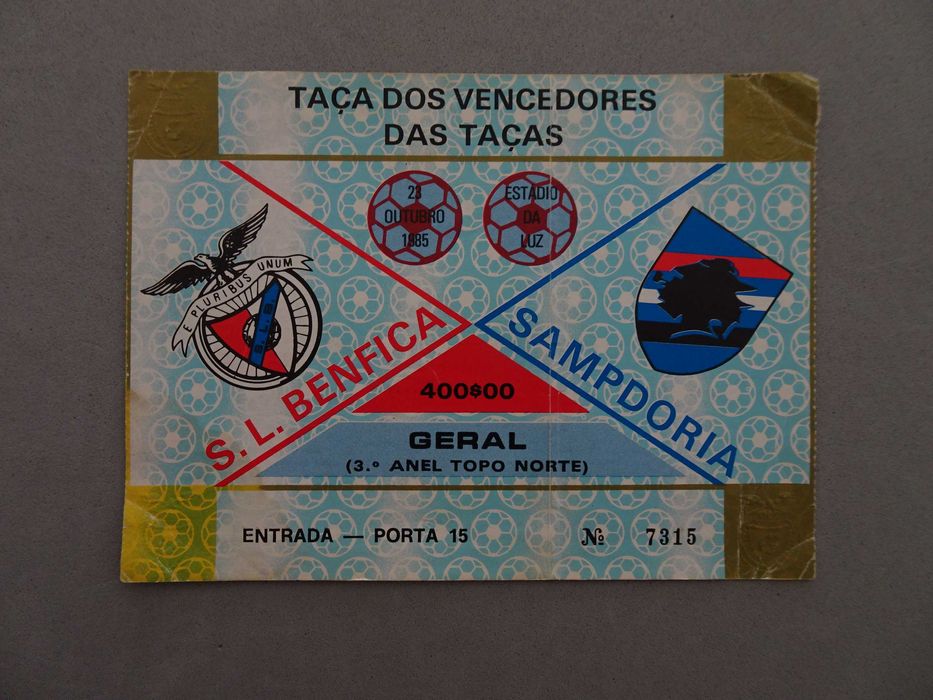 TAÇA DOS VENCEDORES
DAS TAÇAS
23
OUTUBRO
1985
ESTÁDIO
DA
LUZ
E PLURIBUS UNUM
S. L. B.
S. L. BENFICA
SAMPDORIA
400$00
GERAL
(3.º ANEL TOPO NORTE)
ENTRADA — PORTA 15
Nº 7315